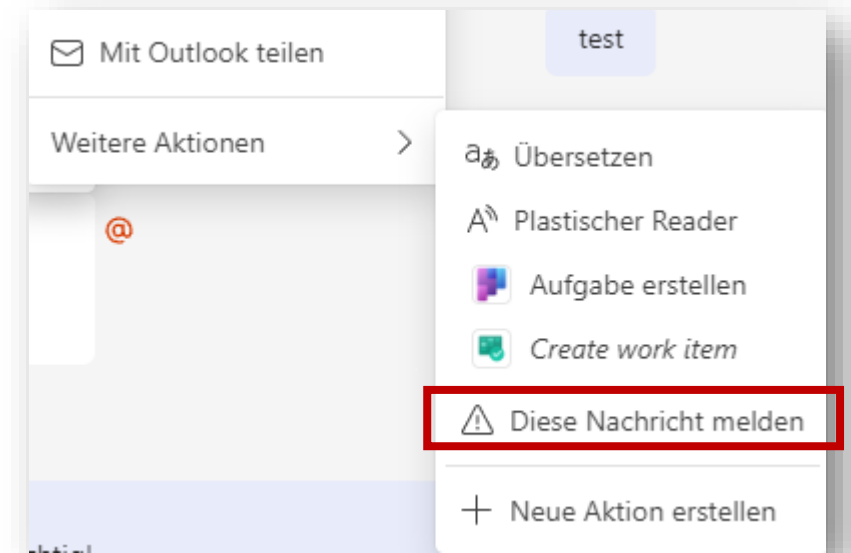 Mit Outlook teilen
test
Weitere Aktionen
Übersetzen
@
Plastischer Reader
Aufgabe erstellen
Create work item
Diese Nachricht melden
Neue Aktion erstellen